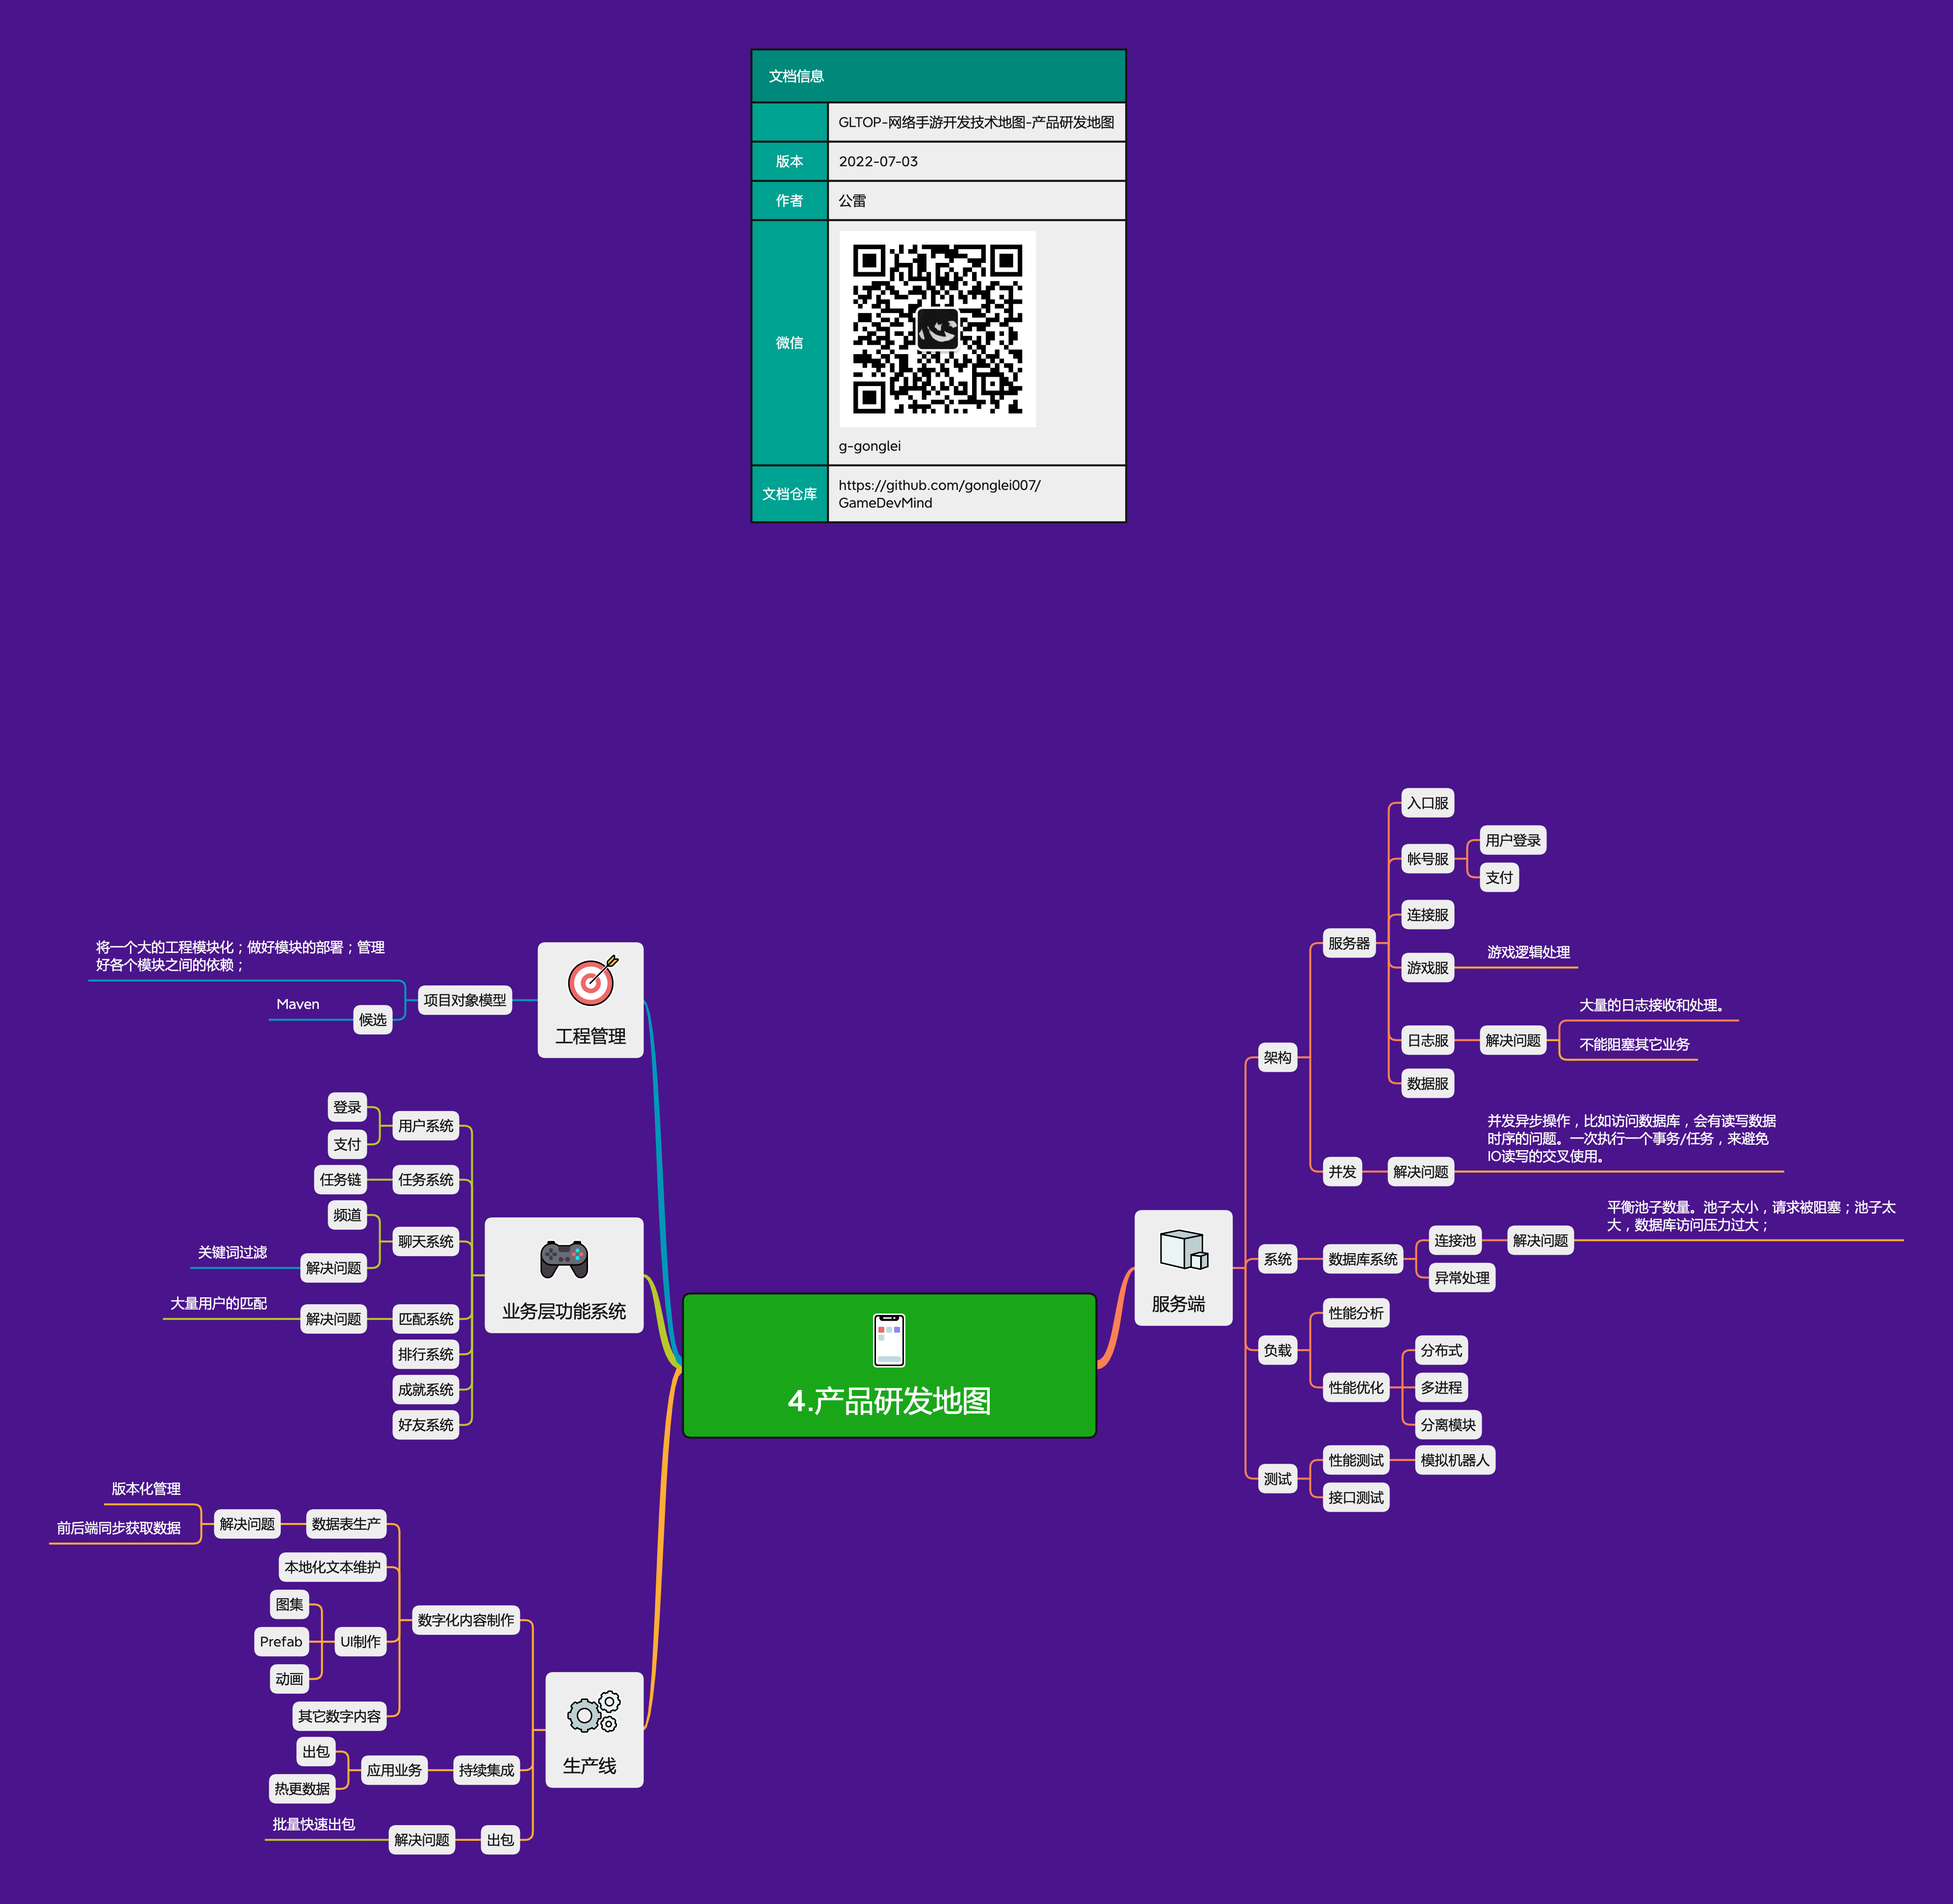 文档信息
GLTOP-网络手游开发技术地图-产品研发地图
版本
2022-07-03
作者
公雷
微信
g-gonglei
文档仓库
https://github.com/gonglei007/
GameDevMind
4.产品研发地图
服务端
架构
服务器
入口服
帐号服
用户登录
支付
连接服
游戏服
游戏逻辑处理
日志服
解决问题
大量的日志接收和处理。
不能阻塞其它业务
数据服
并发
解决问题
并发异步操作，比如访问数据库，会有读写数据
时序的问题。一次执行一个事务/任务，来避免
IO读写的交叉使用。
系统
数据库系统
连接池
解决问题
平衡池子数量。池子太小，请求被阻塞；池子太
大，数据库访问压力过大；
异常处理
负载
性能分析
性能优化
分布式
多进程
分离模块
测试
性能测试
模拟机器人
接口测试
工程管理
项目对象模型
将一个大的工程模块化；做好模块的部署；管理
好各个模块之间的依赖；
候选
Maven
业务层功能系统
用户系统
登录
支付
任务系统
任务链
聊天系统
频道
解决问题
关键词过滤
匹配系统
解决问题
大量用户的匹配
排行系统
成就系统
好友系统
生产线
数字化内容制作
数据表生产
解决问题
版本化管理
前后端同步获取数据
本地化文本维护
UI制作
图集
Prefab
动画
其它数字内容
持续集成
应用业务
出包
热更数据
出包
解决问题
批量快速出包